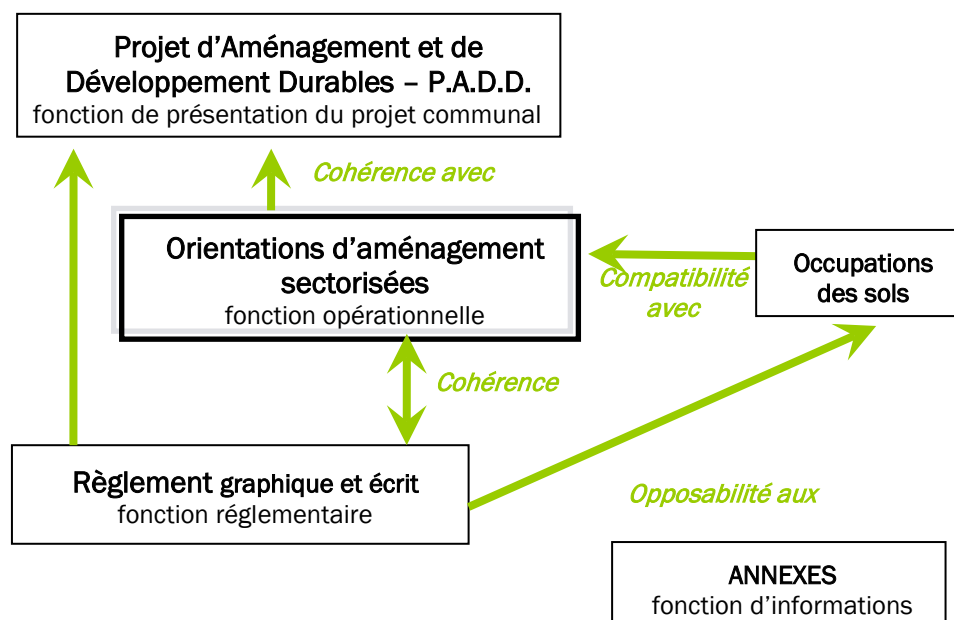 Projet d’Aménagement et de
Développement Durables – P.A.D.D.
fonction de présentation du projet communal
Cohérence avec
Orientations d’aménagement
sectorisées
fonction opérationnelle
Compatibilité
avec
Occupations
des sols
Cohérence
Règlement graphique et écrit
fonction réglementaire
Opposabilité aux
ANNEXES
fonction d’informations